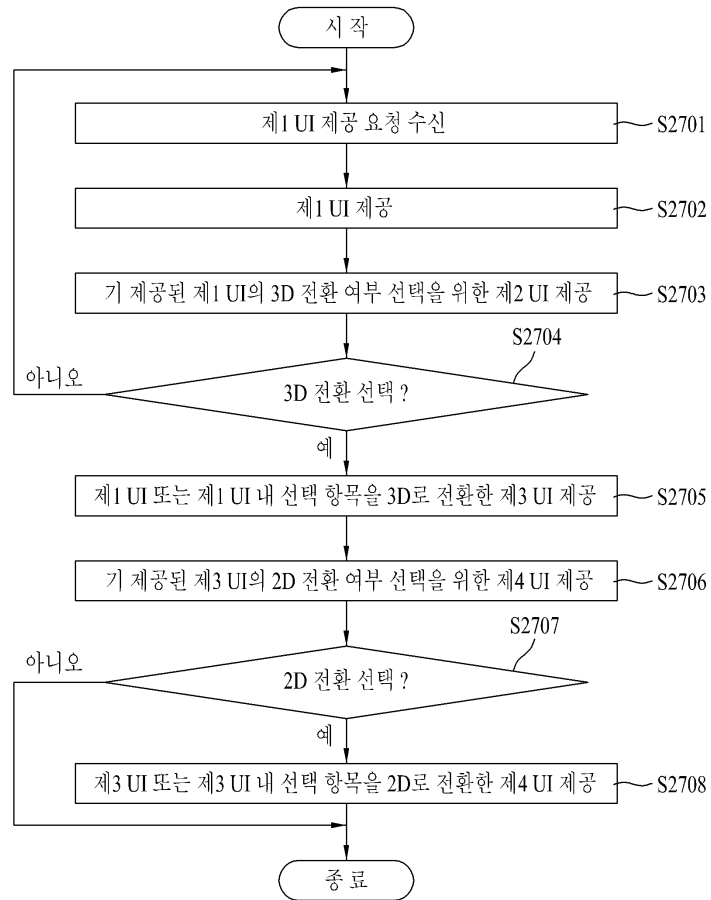 시 작
제1 UI 제공 요청 수신
S2701
제1 UI 제공
S2702
기 제공된 제1 UI의 3D 전환 여부 선택을 위한 제2 UI 제공
S2703
S2704
아니오
3D 전환 선택 ?
예
제1 UI 또는 제1 UI 내 선택 항목을 3D로 전환한 제3 UI 제공
S2705
기 제공된 제3 UI의 2D 전환 여부 선택을 위한 제4 UI 제공
S2706
S2707
아니오
2D 전환 선택 ?
예
제3 UI 또는 제3 UI 내 선택 항목을 2D로 전환한 제4 UI 제공
S2708
종 료